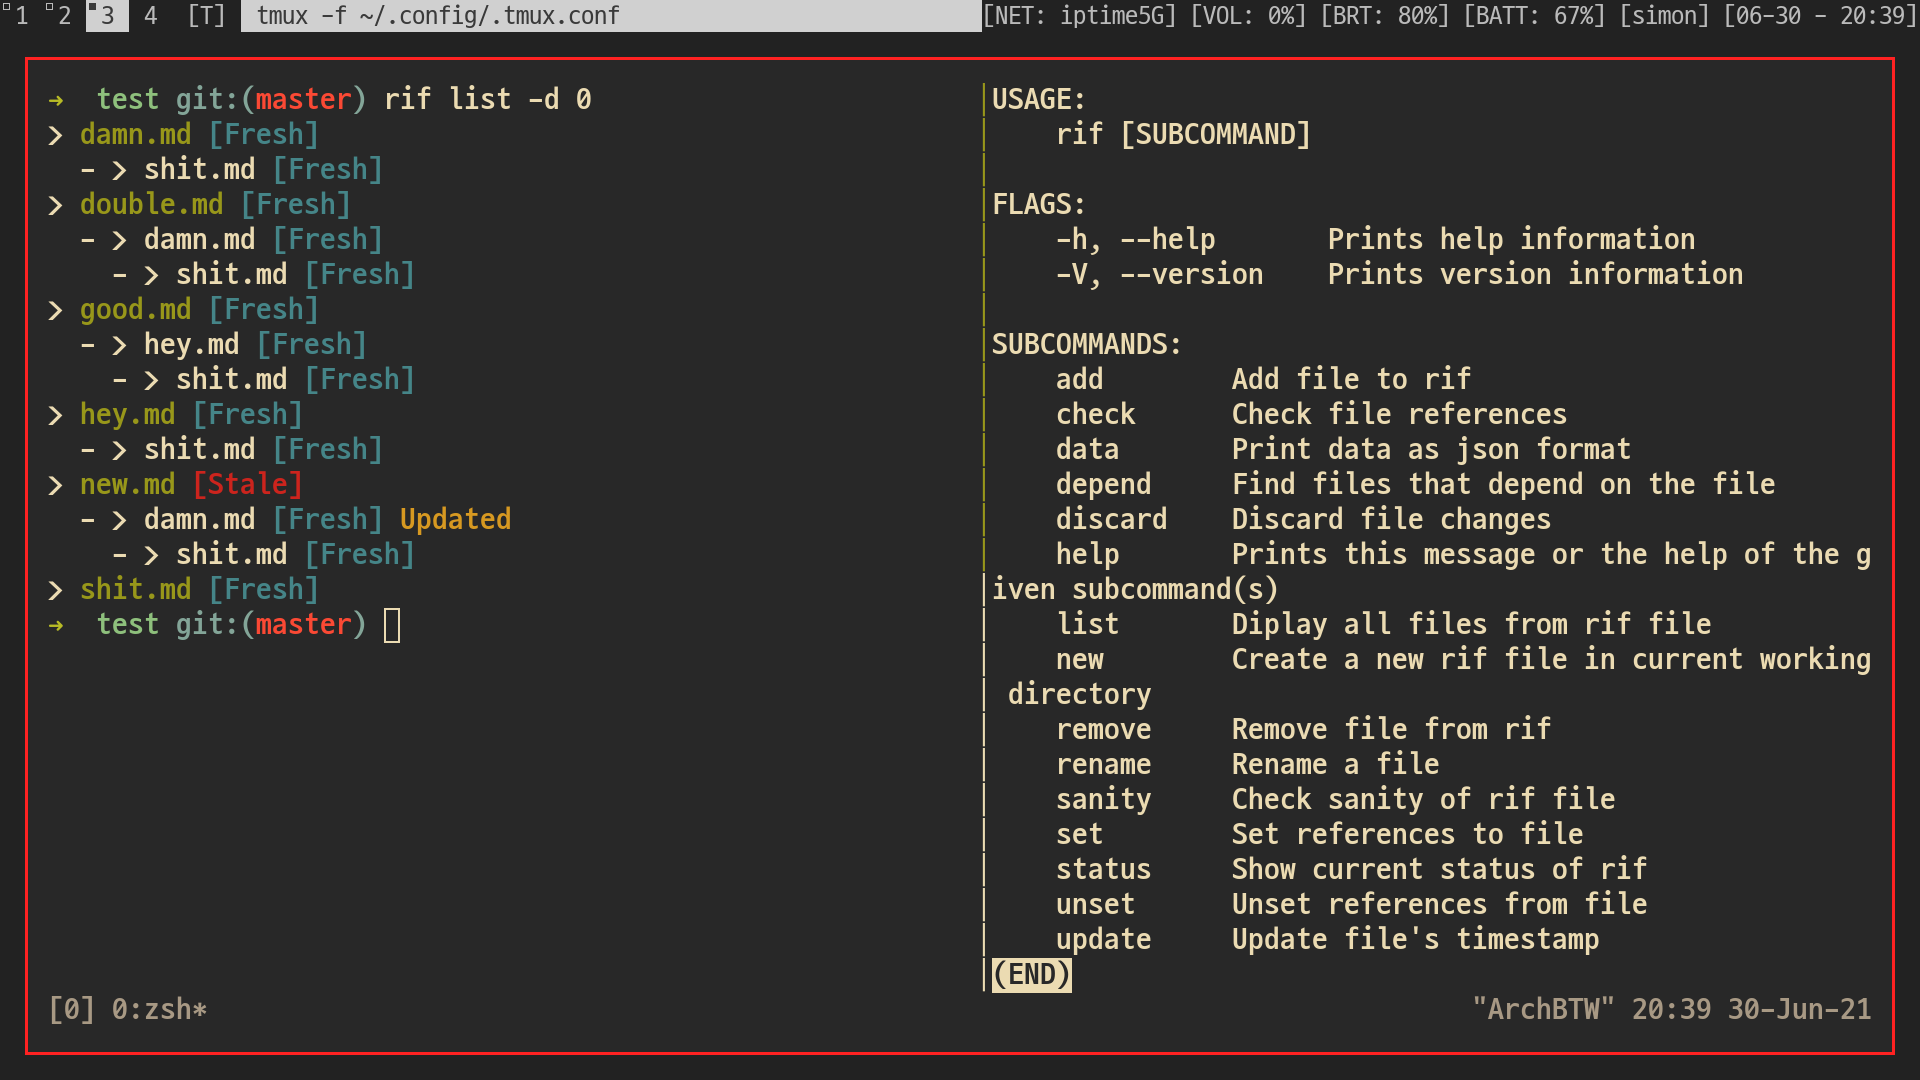 1 2 3 4 [T] tmux -f ~/.config/.tmux.conf [NET: iptime5G] [VOL: 0%] [BRT: 80%] [BATT: 67%] [simon] [06-30 - 20:39]
➜  test git:(master) rif list -d 0
> damn.md [Fresh]
  - > shit.md [Fresh]
> double.md [Fresh]
  - > damn.md [Fresh]
    - > shit.md [Fresh]
> good.md [Fresh]
  - > hey.md [Fresh]
    - > shit.md [Fresh]
> hey.md [Fresh]
  - > shit.md [Fresh]
> new.md [Stale]
  - > damn.md [Fresh] Updated
    - > shit.md [Fresh]
> shit.md [Fresh]
➜  test git:(master)
USAGE:
    rif [SUBCOMMAND]
FLAGS:
    -h, --help       Prints help information
    -V, --version    Prints version information
SUBCOMMANDS:
    add        Add file to rif
    check      Check file references
    data       Print data as json format
    depend     Find files that depend on the file
    discard    Discard file changes
    help       Prints this message or the help of the g
iven subcommand(s)
    list       Diplay all files from rif file
    new        Create a new rif file in current working
 directory
    remove     Remove file from rif
    rename     Rename a file
    sanity     Check sanity of rif file
    set        Set references to file
    status     Show current status of rif
    unset      Unset references from file
    update     Update file's timestamp
(END)
[0] 0:zsh* "ArchBTW" 20:39 30-Jun-21